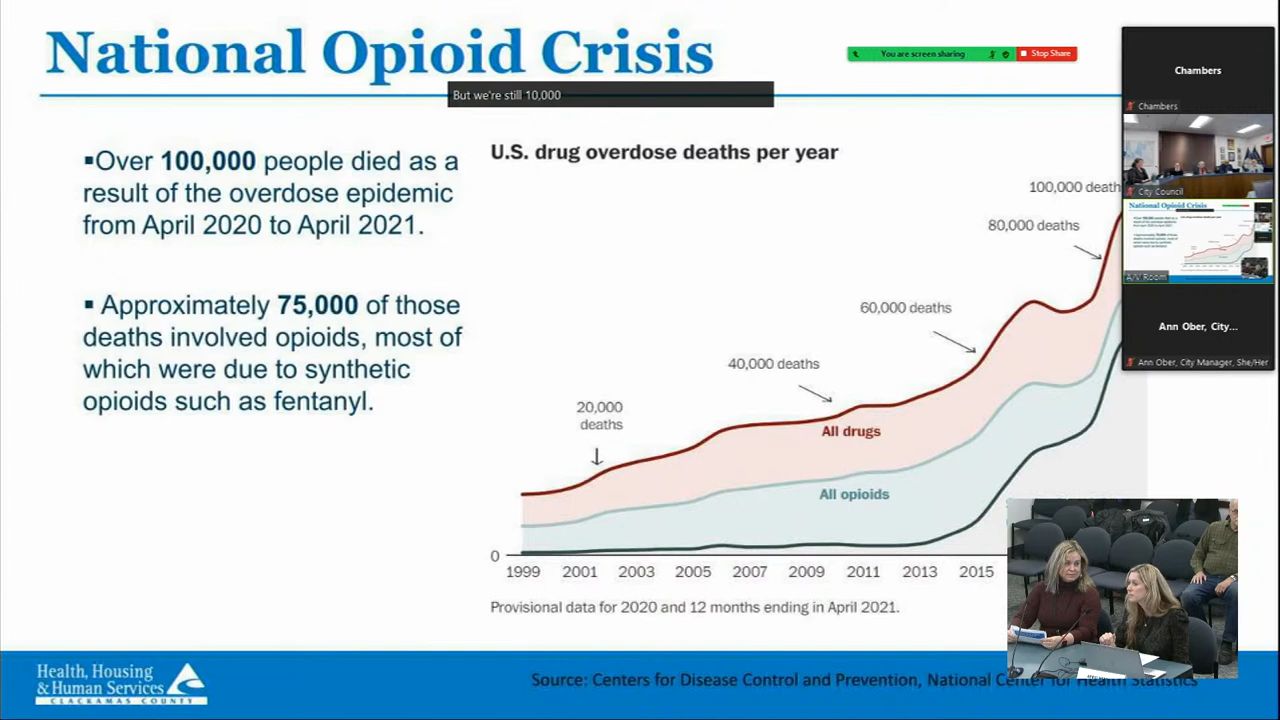 National Opioid Crisis
You are screen sharing
Stop Share
But we're still 10,000
▪Over 100,000 people died as a
result of the overdose epidemic
from April 2020 to April 2021.
▪ Approximately 75,000 of those
deaths involved opioids, most of
which were due to synthetic
opioids such as fentanyl.
U.S. drug overdose deaths per year
100,000 death
80,000 deaths
60,000 deaths
40,000 deaths
20,000
deaths
All drugs
All opioids
0
1999 2001 2003 2005 2007 2009 2011 2013 2015
Provisional data for 2020 and 12 months ending in April 2021.
Chambers
Chambers
City Council
National Opioid Crisis
A/V Room
Ann Ober, City...
Ann Ober, City Manager, She/Her
Health, Housing
& Human Services
CLACKAMAS COUNTY
Source: Centers for Disease Control and Prevention, National Center for Health Statistics